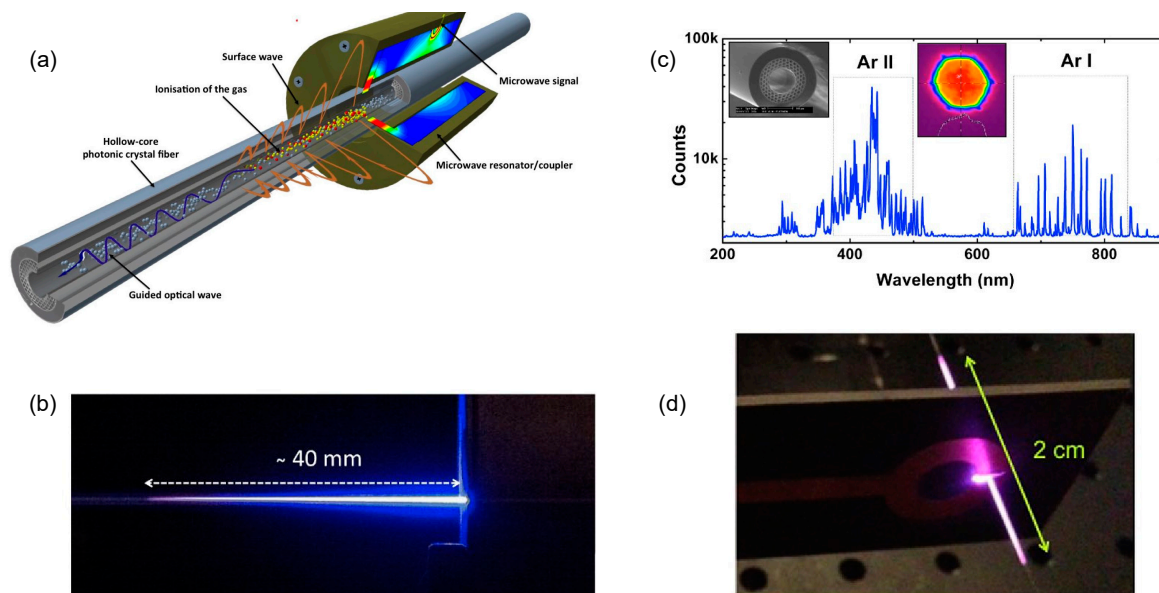 (a)
Surface wave
Ionisation of the gas
Hollow-core
photonic crystal fiber
Microwave signal
Microwave resonator/coupler
Guided optical wave
(b)
~ 40 mm
(c)
100k
10k
Counts
Ar II
Ar I
200
400
600
800
Wavelength (nm)
(d)
2 cm